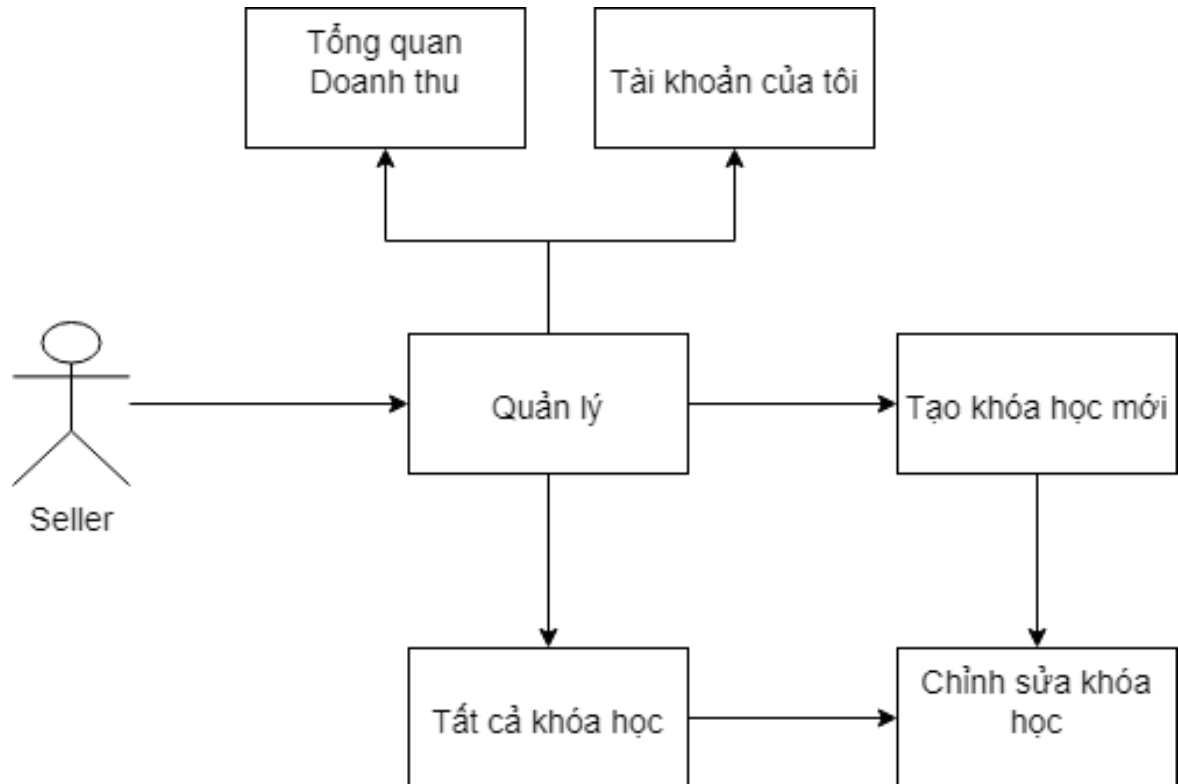 Tổng quan
Doanh thu
Tài khoản của tôi
Quản lý
Tạo khóa học mới
Seller
Tất cả khóa học
Chỉnh sửa khóa
học